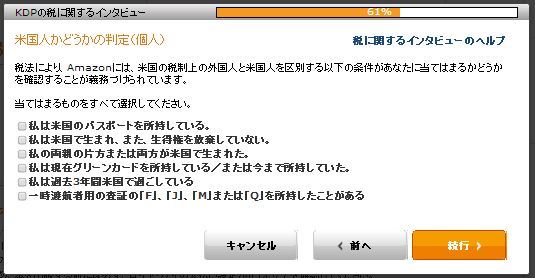 KDPの税に関するインタビュー
61%
米国人かどうかの判定(個人)
税に関するインタビューのヘルプ
税法により、Amazonには、米国の税制上の外国人と米国人を区別する以下の条件があなたに当てはまるかどうか
を確認することが義務づけられています。
当てはまるものをすべて選択してください。
私は米国のパスポートを所持している。
私は米国で生まれ、また、生得権を放棄していない。
私の両親の片方または両方が米国で生まれた。
私は現在グリーンカードを所持している/または今まで所持していた。
私は過去3年間米国で過ごしている
一時渡航者用の査証の「F」、「J」、「M」または「Q」を所持したことがある
キャンセル
前へ
続行